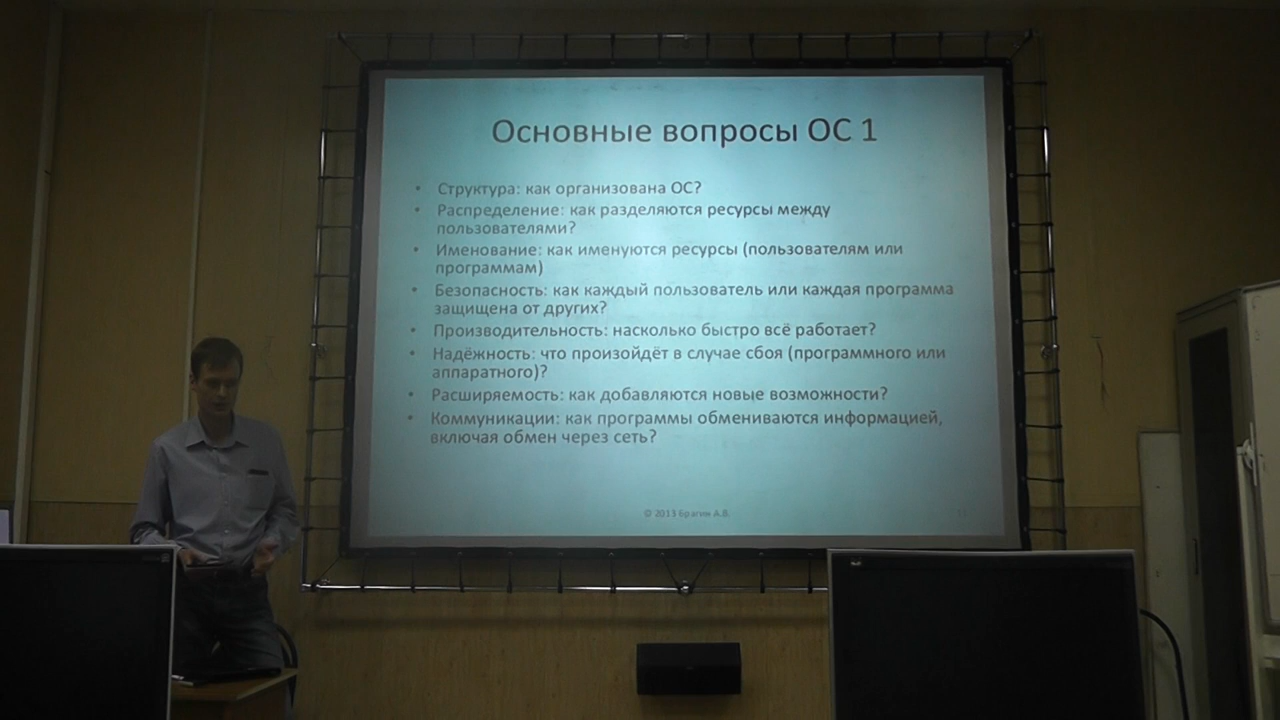 Основные вопросы ОС 1
• Структура: как организована ОС?
• Распределение: как разделяются ресурсы между
пользователями?
• Именование: как именуются ресурсы (пользователям или
программам)
• Безопасность: как каждый пользователь или каждая программа
защищена от других?
• Производительность: насколько быстро всё работает?
• Надёжность: что произойдёт в случае сбоя (программного или
аппаратного)?
• Расширяемость: как добавляются новые возможности?
• Коммуникации: как программы обмениваются информацией,
включая обмен через сеть?
© 2013 Брагин А.В.